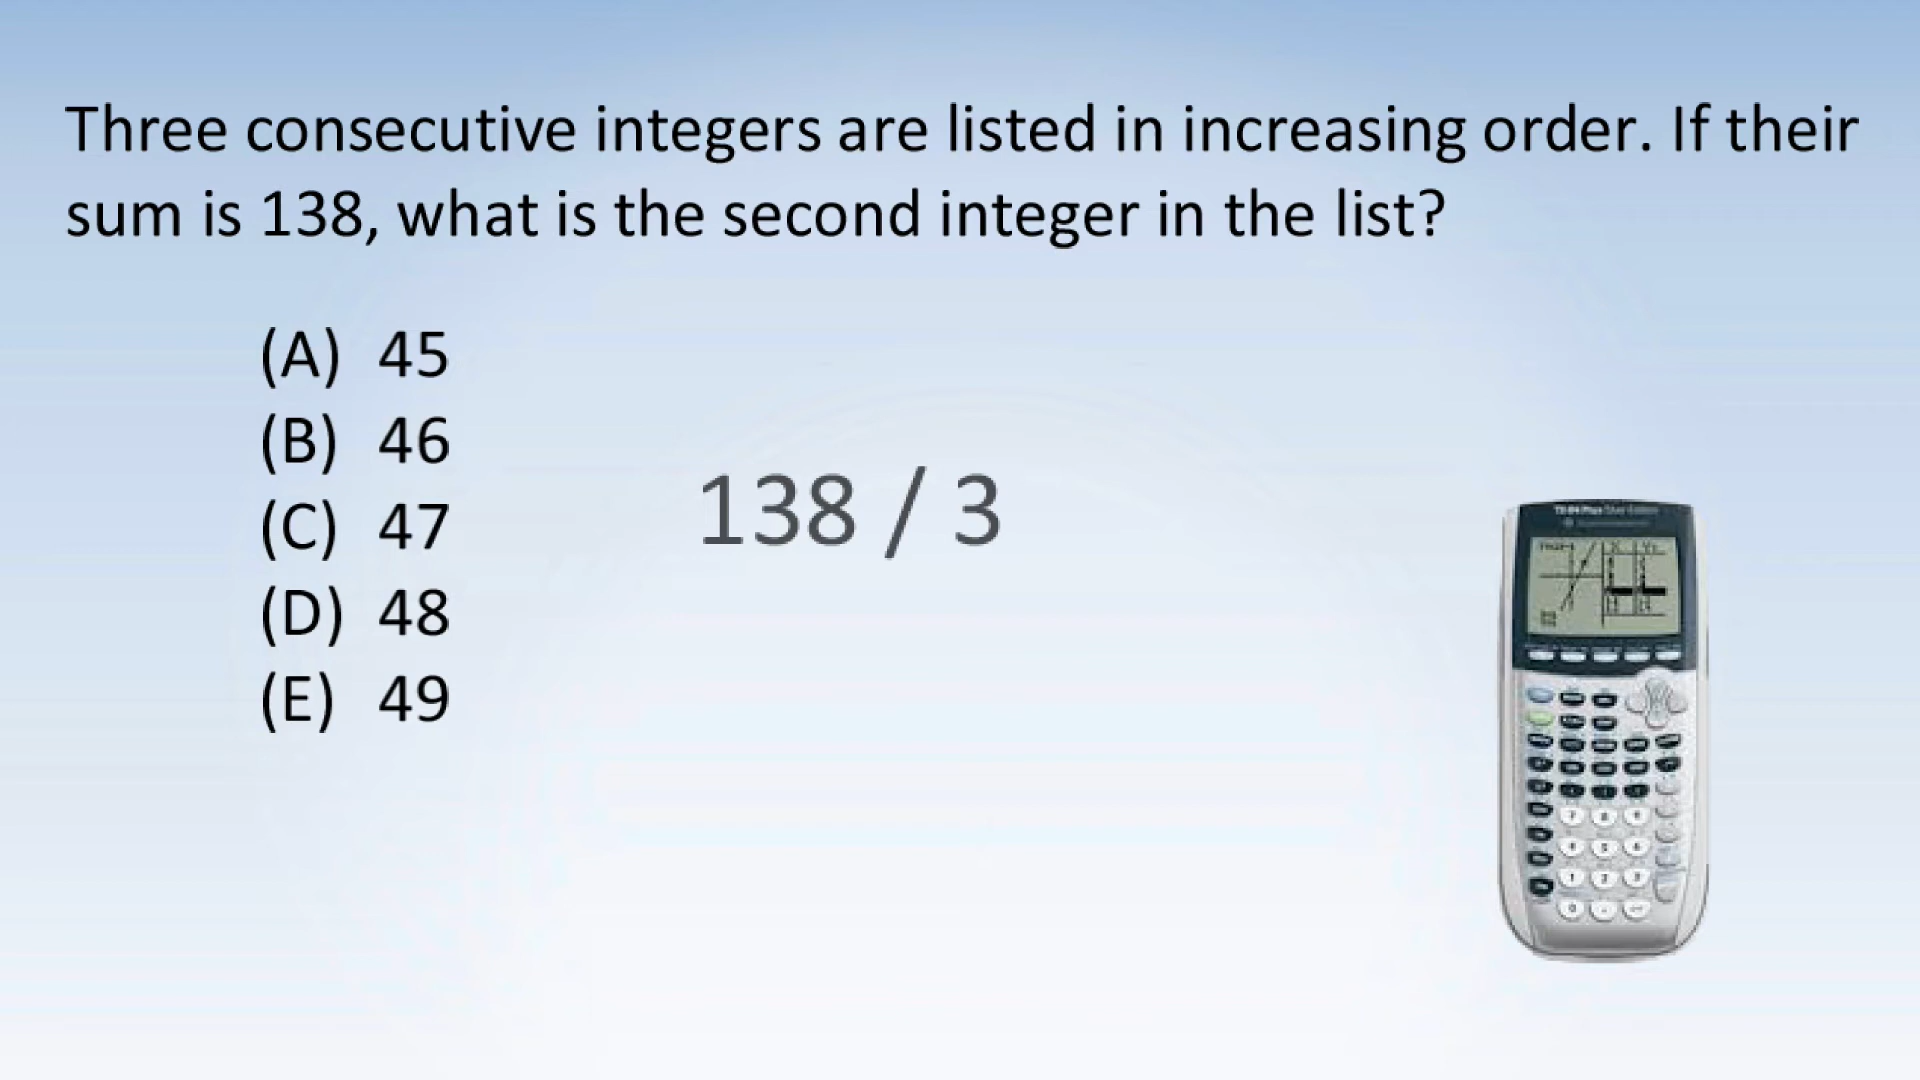 Three consecutive integers are listed in increasing order. If their
sum is 138, what is the second integer in the list?
(A) 45
(B) 46
(C) 47
(D) 48
(E) 49
138 / 3